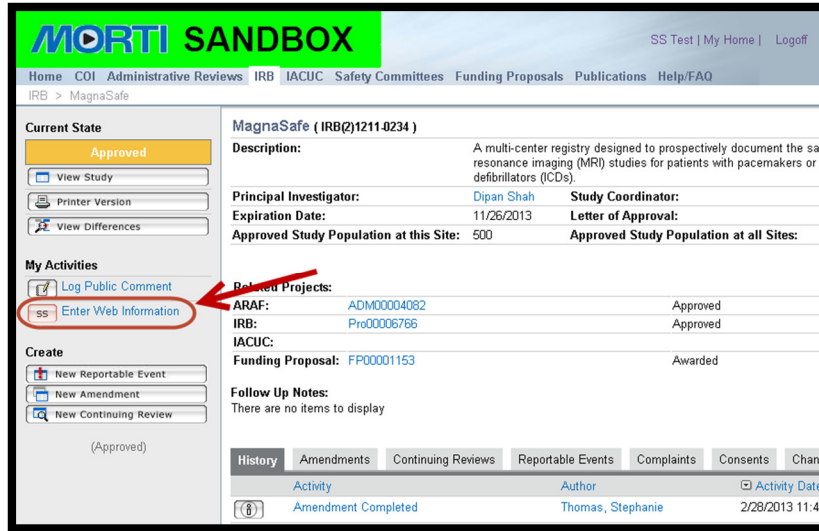 MORTI SANDBOX
SS Test | My Home | Logoff
Home COI Administrative Reviews IRB IACUC Safety Committees Funding Proposals Publications Help/FAQ
IRB > MagnaSafe
Current State
Approved
View Study
Printer Version
View Differences
My Activities
Log Public Comment
SS Enter Web Information
Create
New Reportable Event
New Amendment
New Continuing Review
(Approved)
MagnaSafe ( IRB(2)1211-0234 )
Description: A multi-center registry designed to prospectively document the sa
resonance imaging (MRI) studies for patients with pacemakers or
defibrillators (ICDs).
Principal Investigator: Dipan Shah Study Coordinator:
Expiration Date: 11/26/2013 Letter of Approval:
Approved Study Population at this Site: 500 Approved Study Population at all Sites:
Related Projects:
ARAF: ADM00004082 Approved
IRB: Pro00006766 Approved
IACUC:
Funding Proposal: FP00001153 Awarded
Follow Up Notes:
There are no items to display
History Amendments Continuing Reviews Reportable Events Complaints Consents Chan
Activity Author Activity Date
Amendment Completed Thomas, Stephanie 2/28/2013 11:4